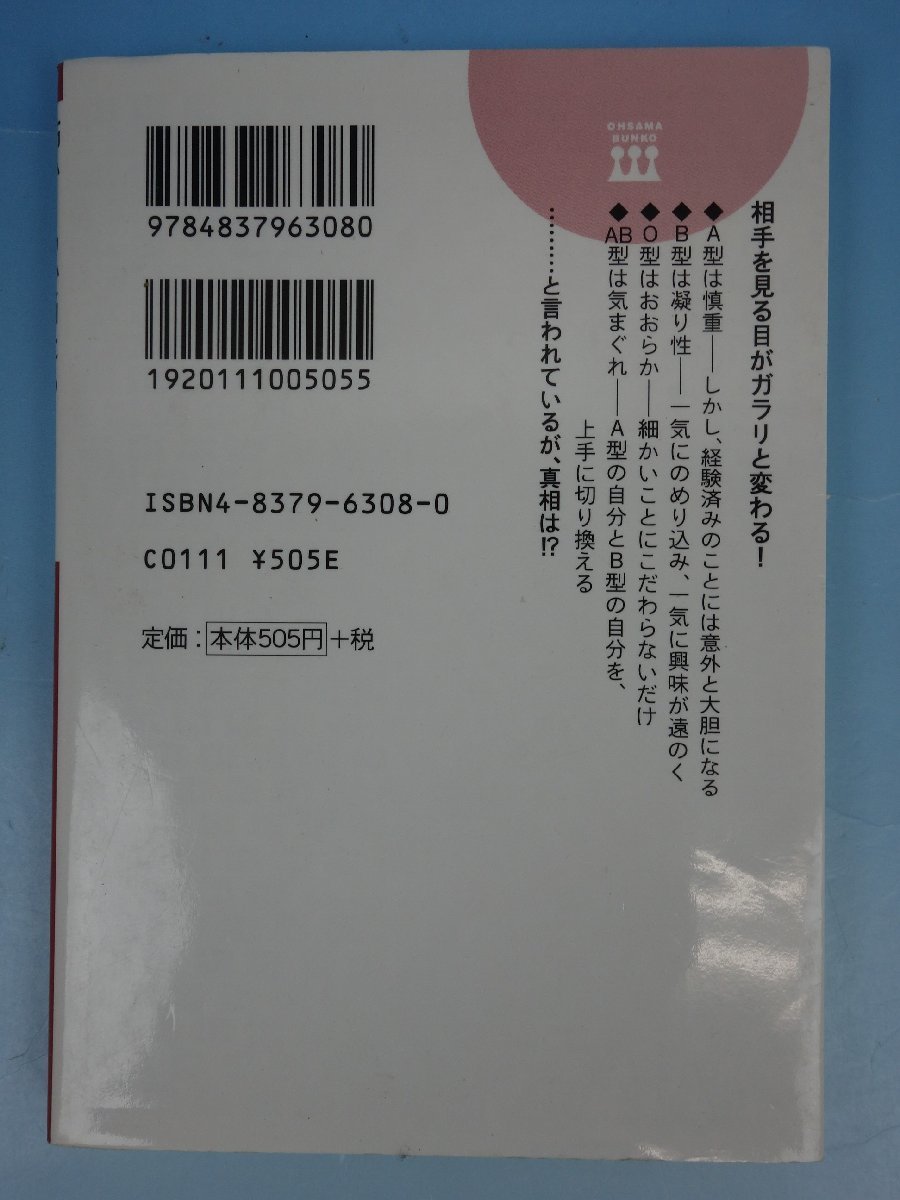 OHSAMA
BUNKO
相手を見る目がガラリと変わる！
◆A型は慎重――しかし、経験済みのことには意外と大胆になる
◆B型は凝り性――一気にのめり込み、一気に興味が遠のく
◆O型はおおらか――細かいことにこだわらないだけ
◆AB型は気まぐれ――A型の自分とB型の自分を、
上手に切り換える
………と言われているが、真相は!?
9784837963080
1920111005055
ISBN4-8379-6308-0
C0111 ¥505E
定価：本体505円+税